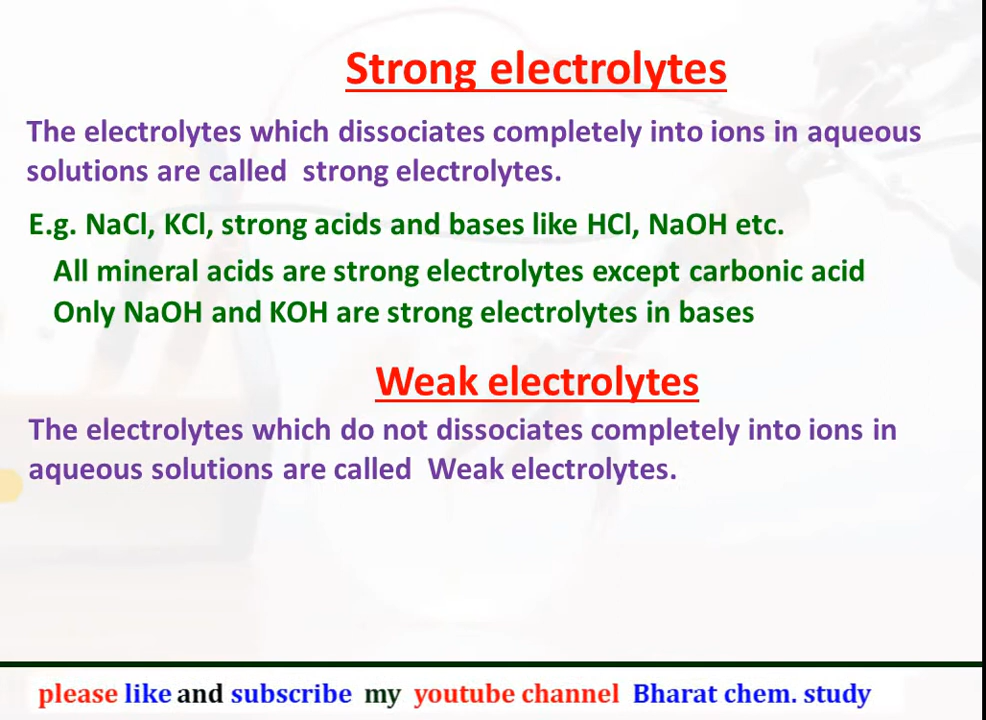 Strong electrolytes
The electrolytes which dissociates completely into ions in aqueous
solutions are called strong electrolytes.
E.g. NaCl, KCl, strong acids and bases like HCl, NaOH etc.
All mineral acids are strong electrolytes except carbonic acid
Only NaOH and KOH are strong electrolytes in bases
Weak electrolytes
The electrolytes which do not dissociates completely into ions in
aqueous solutions are called Weak electrolytes.
please like and subscribe my youtube channel Bharat chem. study